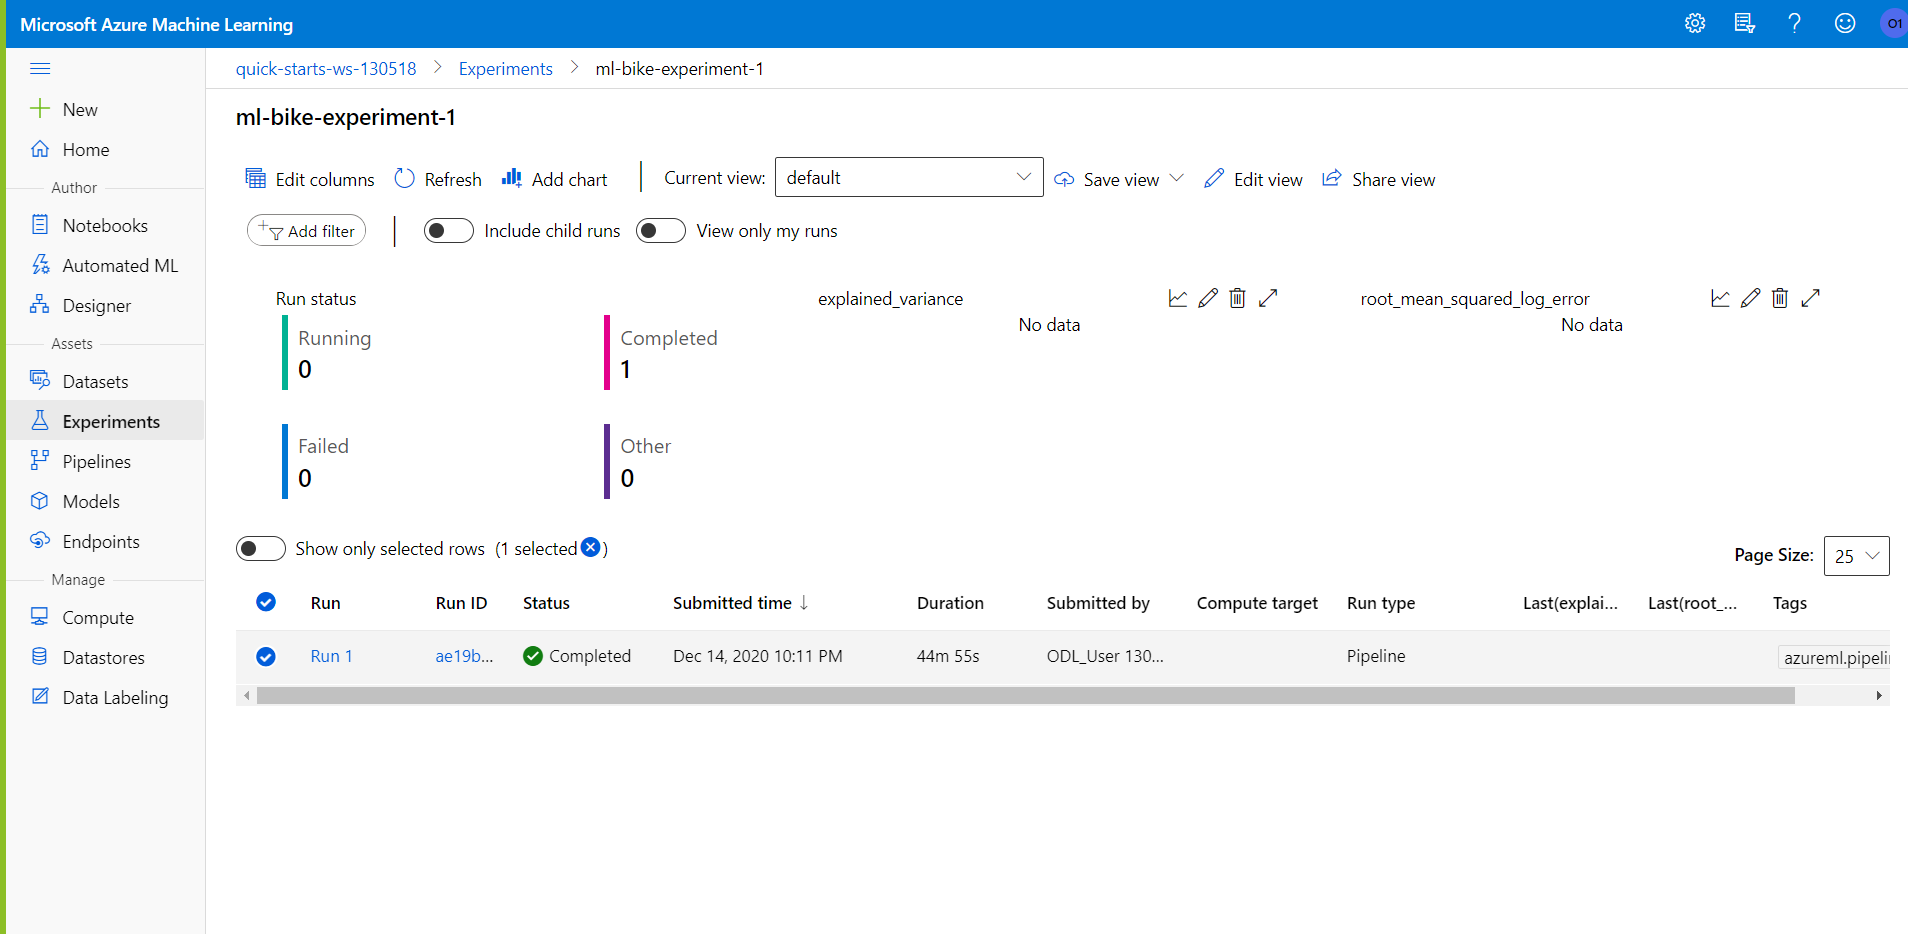 Microsoft Azure Machine Learning
O1
quick-starts-ws-130518 > Experiments > ml-bike-experiment-1
New
Home
Author
Notebooks
Automated ML
Designer
Assets
Datasets
Experiments
Pipelines
Models
Endpoints
Manage
Compute
Datastores
Data Labeling
ml-bike-experiment-1
Edit columns Refresh Add chart Current view: default Save view Edit view Share view
Add filter Include child runs View only my runs
Run status
Running
0
Completed
1
Failed
0
Other
0
explained_variance
No data
root_mean_squared_log_error
No data
Show only selected rows (1 selected )
Page Size: 25
Run Run ID Status Submitted time ↓ Duration Submitted by Compute target Run type Last(explai... Last(root_... Tags
Run 1 ae19b... Completed Dec 14, 2020 10:11 PM 44m 55s ODL_User 130... Pipeline azureml.pipelin